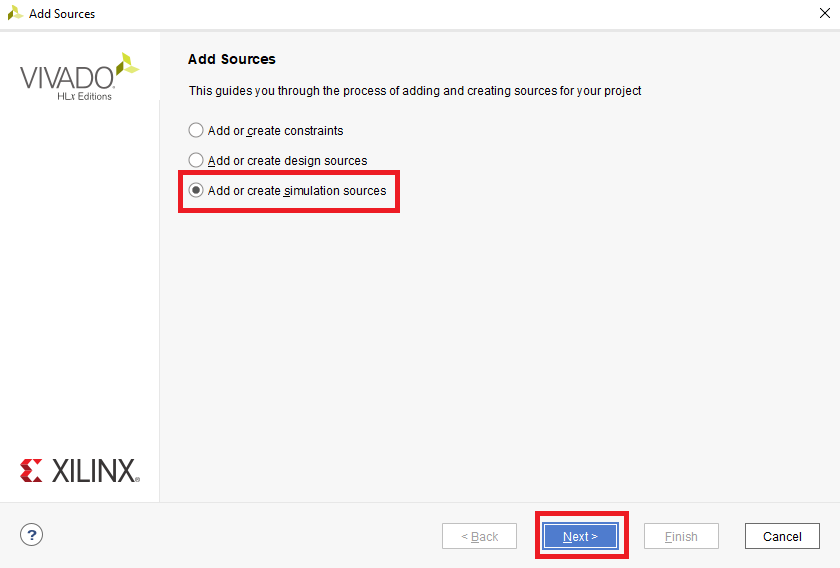 Add Sources
VIVADO
HLx Editions
Add Sources
This guides you through the process of adding and creating sources for your project
Add or create constraints
Add or create design sources
Add or create simulation sources
XILINX
?
< Back
Next >
Finish
Cancel